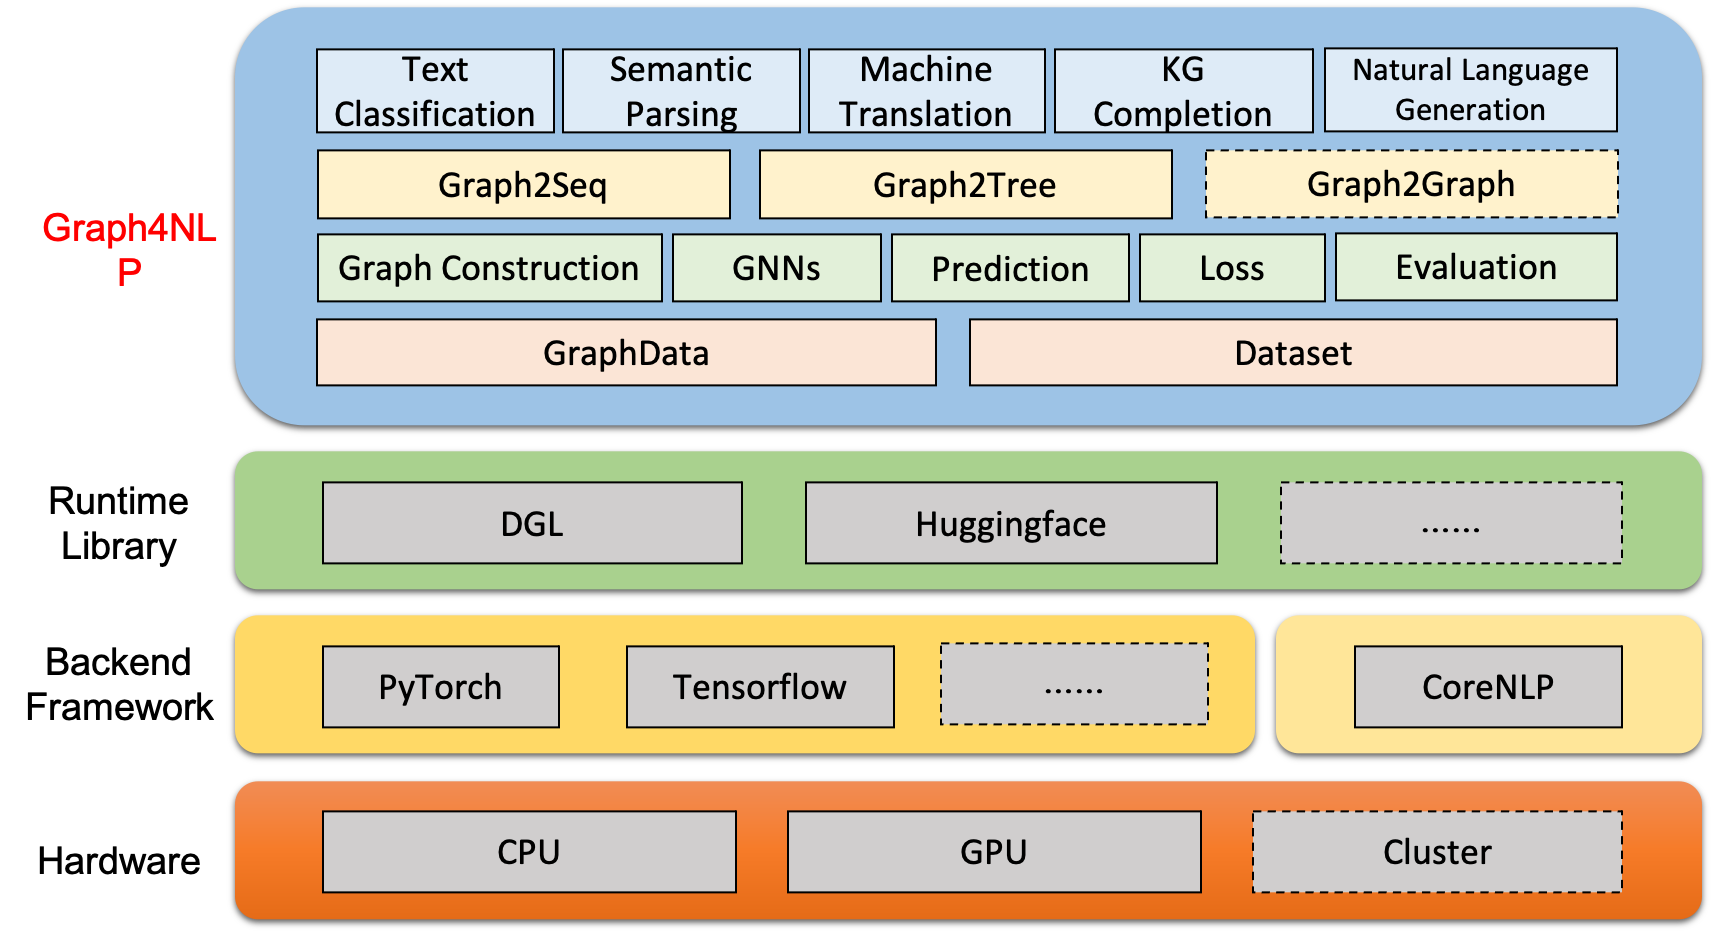 Text
Classification
Semantic
Parsing
Machine
Translation
KG
Completion
Natural Language
Generation
Graph4NL
P
Graph2Seq
Graph2Tree
Graph2Graph
Graph Construction
GNNs
Prediction
Loss
Evaluation
GraphData
Dataset
Runtime
Library
DGL
Huggingface
......
Backend
Framework
PyTorch
Tensorflow
......
CoreNLP
Hardware
CPU
GPU
Cluster